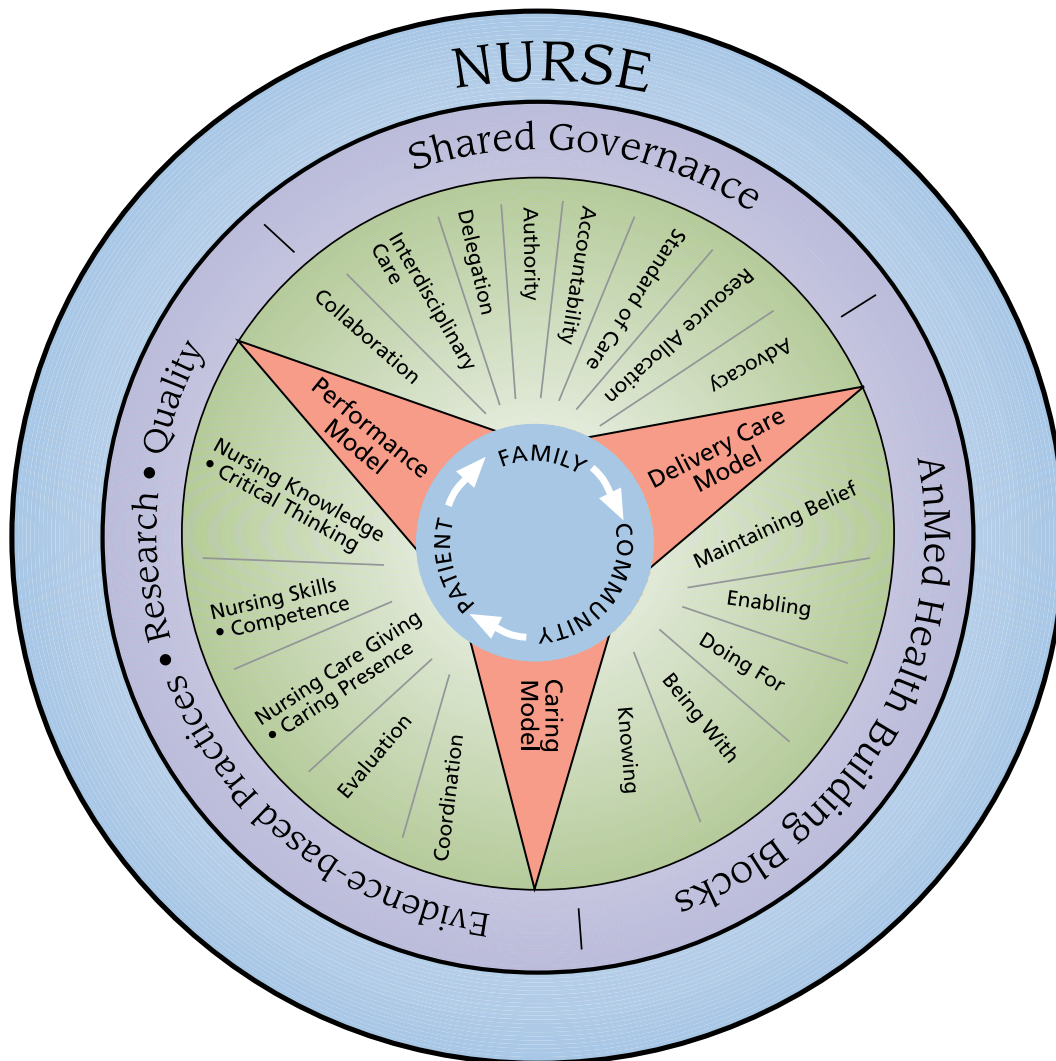 NURSE
Shared Governance
AnMed Health Building Blocks
Evidence-based Practices • Research • Quality
Collaboration
Interdisciplinary
Care
Delegation
Authority
Accountability
Standard of Care
Resource Allocation
Advocacy
Delivery Care
Model
Maintaining Belief
Enabling
Doing For
Being With
Knowing
Caring
Model
Coordination
Evaluation
Nursing Care Giving
• Caring Presence
Nursing Skills
• Competence
Nursing Knowledge
• Critical Thinking
Performance
Model
FAMILY
COMMUNITY
PATIENT